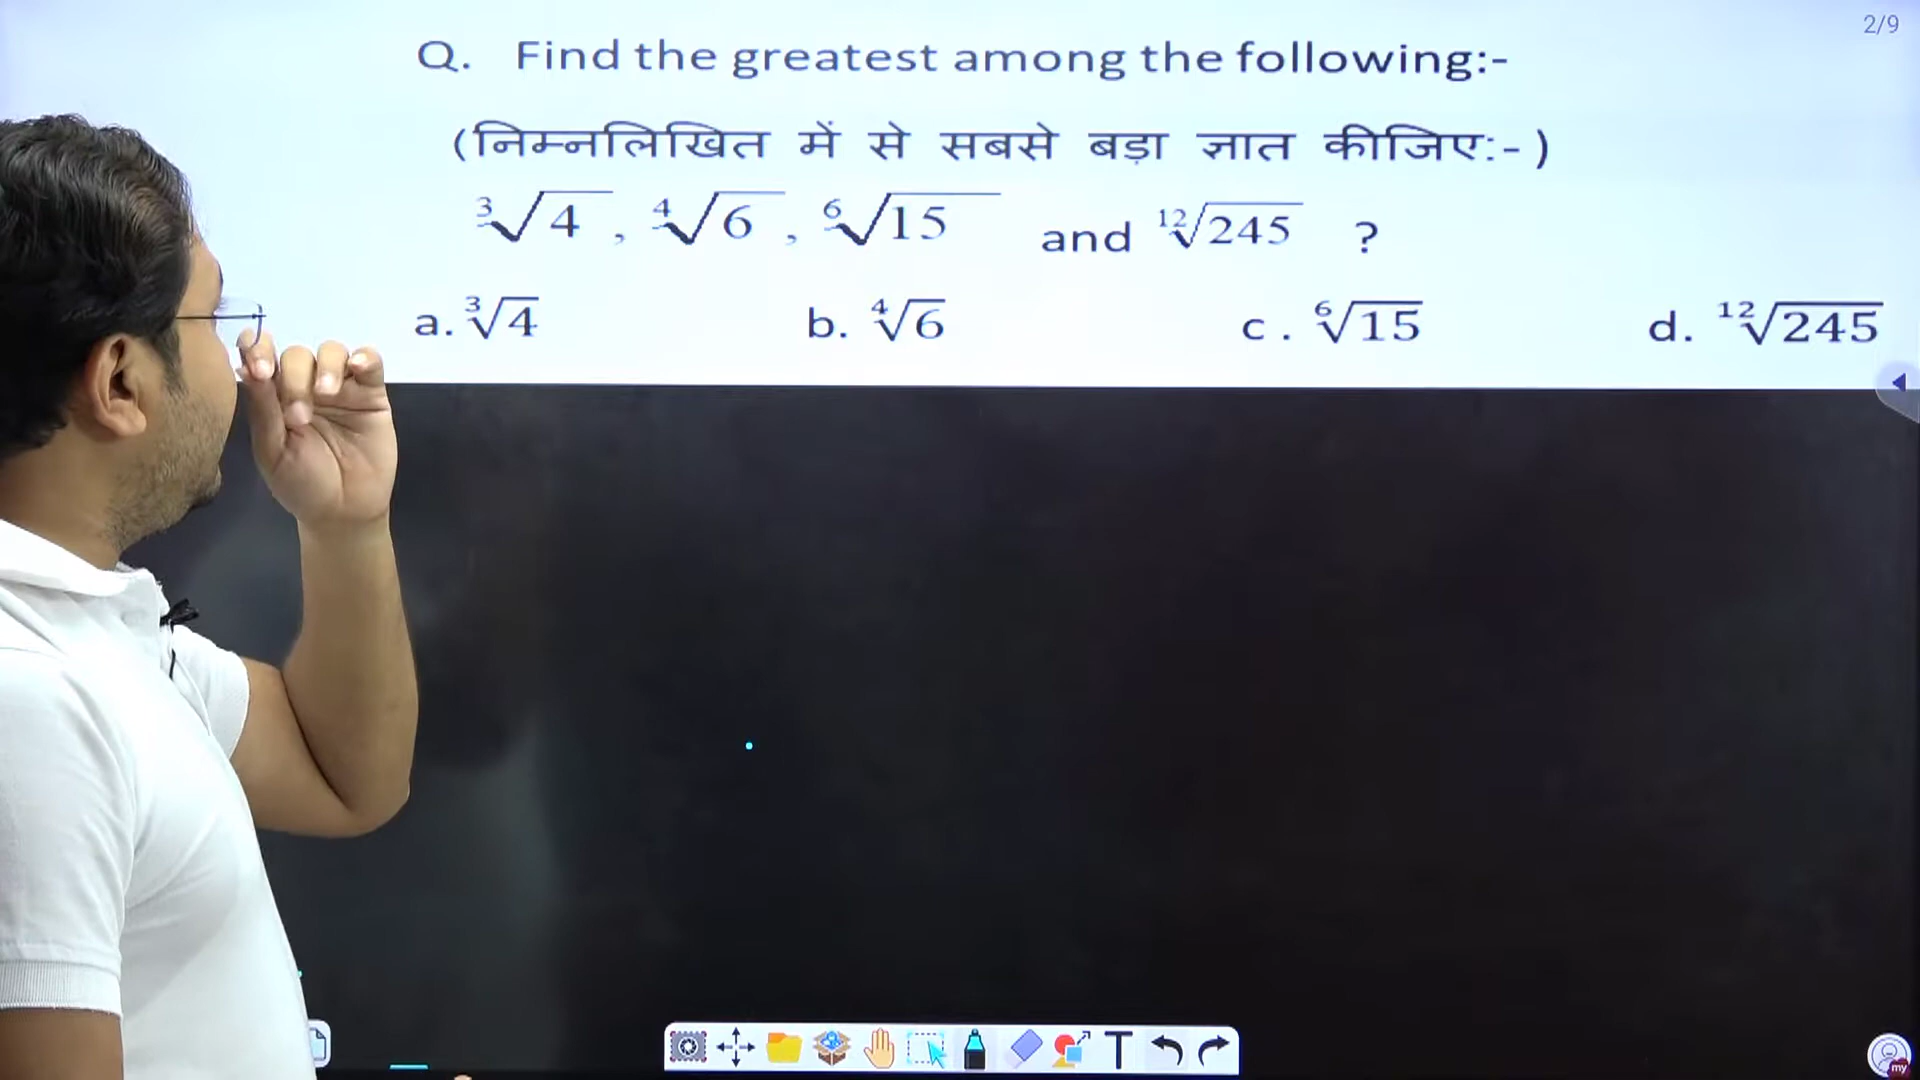 2/9
Q. Find the greatest among the following:-
(निम्नलिखित में से सबसे बड़ा ज्ञात कीजिए:- )
∛4 , ∜6 , ⁶√15 and ¹²√245 ?
a. ∛4 b. ∜6 c . ⁶√15 d. ¹²√245
T
my